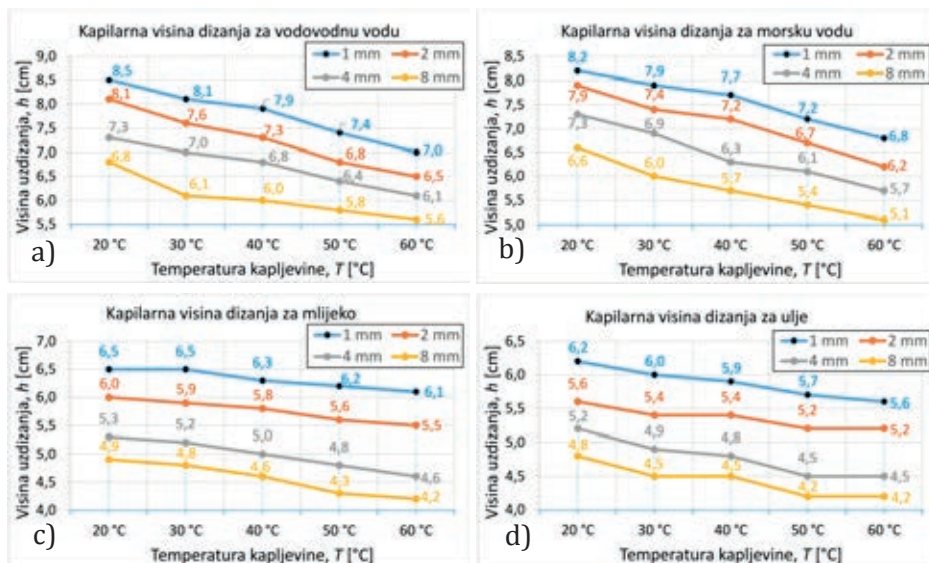 Kapilarna visina dizanja za vodovodnu vodu
1 mm 2 mm
4 mm 8 mm
Visina uzdizanja, h [cm]
9,0
8,5
8,0
7,5
7,0
6,5
6,0
5,5
8,5 8,1 7,9 7,4 7,0
8,1 7,6 7,3 6,8 6,5
7,3 7,0 6,8 6,4 6,1
6,8 6,1 6,0 5,8 5,6
20 °C 30 °C 40 °C 50 °C 60 °C
Temperatura kapljevine, T [°C]
a)
Kapilarna visina dizanja za morsku vodu
1 mm 2 mm
4 mm 8 mm
Visina uzdizanja, h [cm]
8,5
8,0
7,5
7,0
6,5
6,0
5,5
5,0
8,2 7,9 7,7 7,2 6,8
7,9 7,4 7,2 6,7 6,2
7,3 6,9 6,3 6,1 5,7
6,6 6,0 5,7 5,4 5,1
20 °C 30 °C 40 °C 50 °C 60 °C
Temperatura kapljevine, T [°C]
b)
Kapilarna visina dizanja za mlijeko
1 mm 2 mm
4 mm 8 mm
Visina uzdizanja, h [cm]
7,0
6,5
6,0
5,5
5,0
4,5
4,0
6,5 6,5 6,3 6,2 6,1
6,0 5,9 5,8 5,6 5,5
5,3 5,2 5,0 4,8 4,6
4,9 4,8 4,6 4,3 4,2
20 °C 30 °C 40 °C 50 °C 60 °C
Temperatura kapljevine, T [°C]
c)
Kapilarna visina dizanja za ulje
1 mm 2 mm
4 mm 8 mm
Visina uzdizanja, h [cm]
6,5
6,0
5,5
5,0
4,5
4,0
6,2 6,0 5,9 5,7 5,6
5,6 5,4 5,4 5,2 5,2
5,2 4,9 4,8 4,5 4,5
4,8 4,5 4,5 4,2 4,2
20 °C 30 °C 40 °C 50 °C 60 °C
Temperatura kapljevine, T [°C]
d)